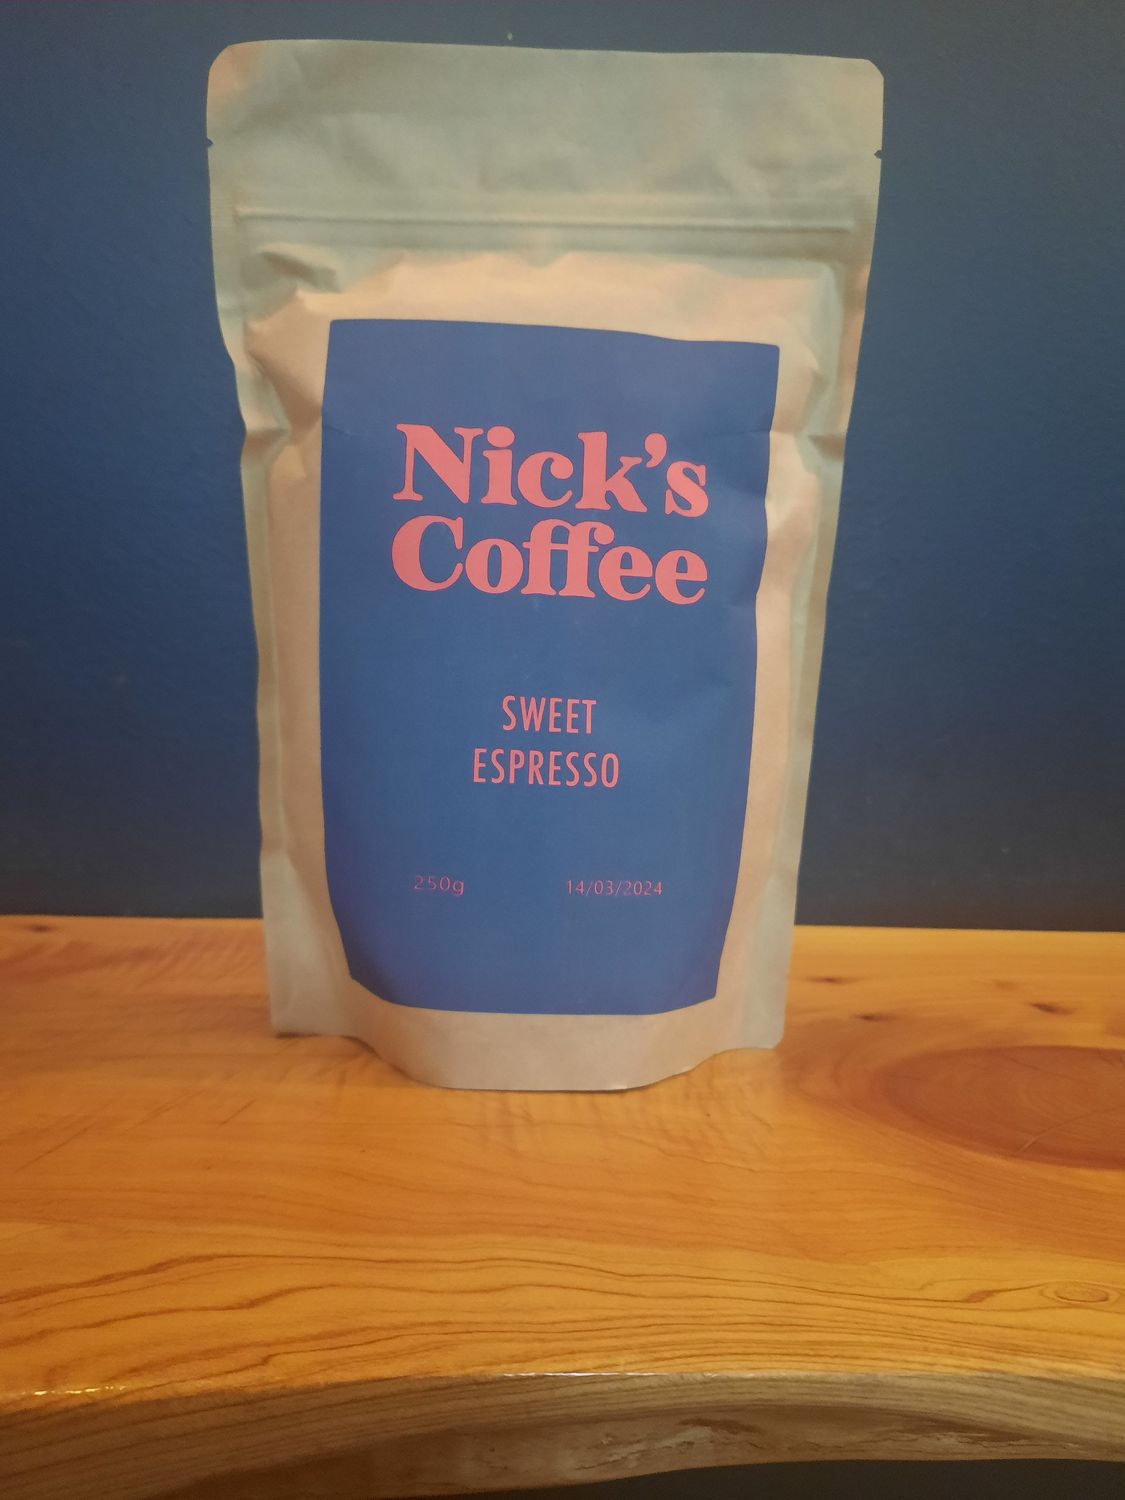 Nick's
Coffee
SWEET
ESPRESSO
250g 14/03/2024